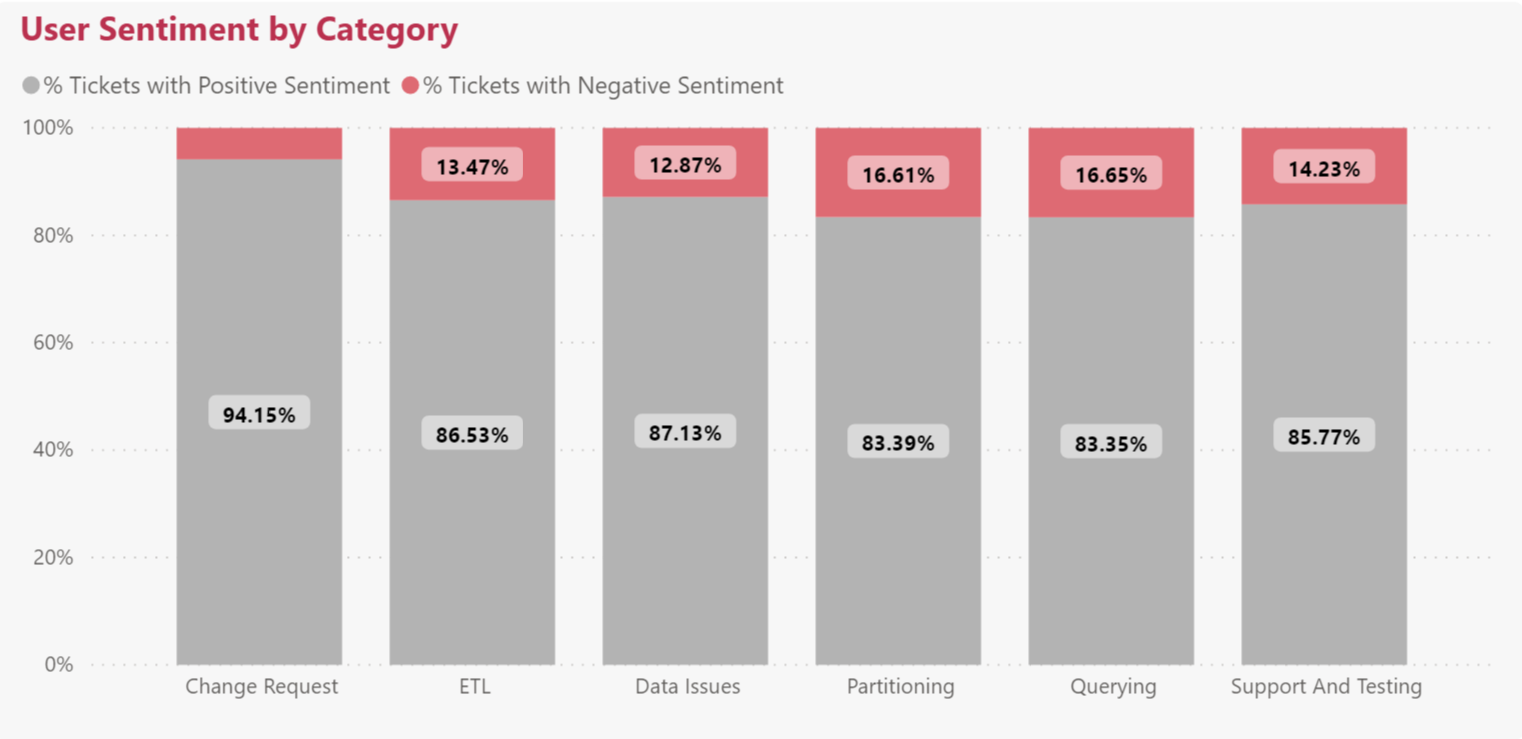 User Sentiment by Category
% Tickets with Positive Sentiment % Tickets with Negative Sentiment
100%
13.47% 12.87% 16.61% 16.65% 14.23%
80%
60%
94.15% 86.53% 87.13% 83.39% 83.35% 85.77%
40%
20%
0%
Change Request ETL Data Issues Partitioning Querying Support And Testing